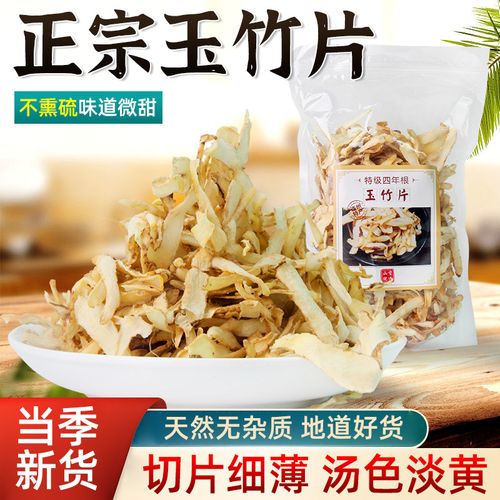 正宗玉竹片
不熏硫味道微甜
特级四年根
玉竹片
当季
新货
天然无杂质 地道好货
切片细薄 汤色淡黄